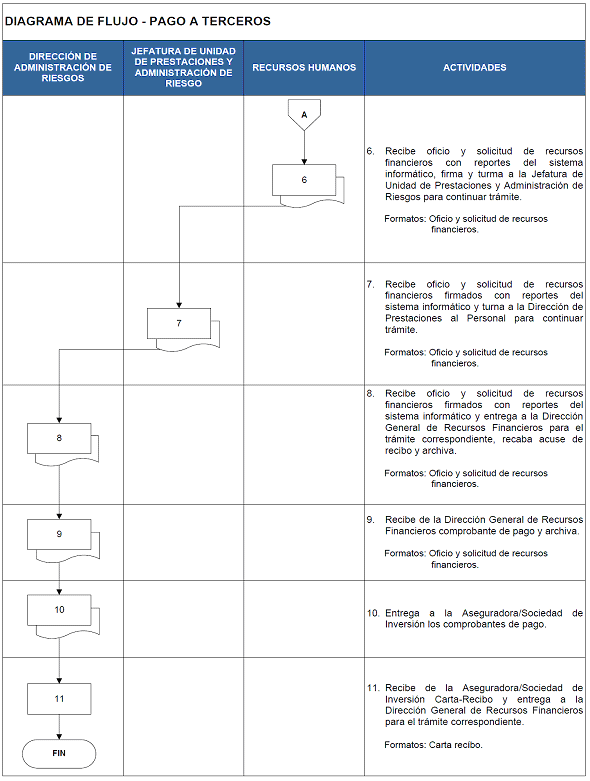 DIAGRAMA DE FLUJO - PAGO A TERCEROS
DIRECCIÓN DE
ADMINISTRACIÓN DE
RIESGOS
JEFATURA DE UNIDAD
DE PRESTACIONES Y
ADMINISTRACIÓN DE
RIESGO
RECURSOS HUMANOS
ACTIVIDADES
A
6
6. Recibe oficio y solicitud de recursos
financieros con reportes del sistema
informático, firma y turna a la Jefatura de
Unidad de Prestaciones y Administración de
Riesgos para continuar trámite.
Formatos: Oficio y solicitud de recursos
financieros.
7
7. Recibe oficio y solicitud de recursos
financieros firmados con reportes del
sistema informático y turna a la Dirección de
Prestaciones al Personal para continuar
trámite.
Formatos: Oficio y solicitud de recursos
financieros.
8
8. Recibe oficio y solicitud de recursos
financieros firmados con reportes del
sistema informático y entrega a la Dirección
General de Recursos Financieros para el
trámite correspondiente, recaba acuse de
recibo y archiva.
Formatos: Oficio y solicitud de recursos
financieros.
9
9. Recibe de la Dirección General de Recursos
Financieros comprobante de pago y archiva.
Formatos: Oficio y solicitud de recursos
financieros.
10
10. Entrega a la Aseguradora/Sociedad de
Inversión los comprobantes de pago.
11
11. Recibe de la Aseguradora/Sociedad de
Inversión Carta-Recibo y entrega a la
Dirección General de Recursos Financieros
para el trámite correspondiente.
Formatos: Carta recibo.
FIN